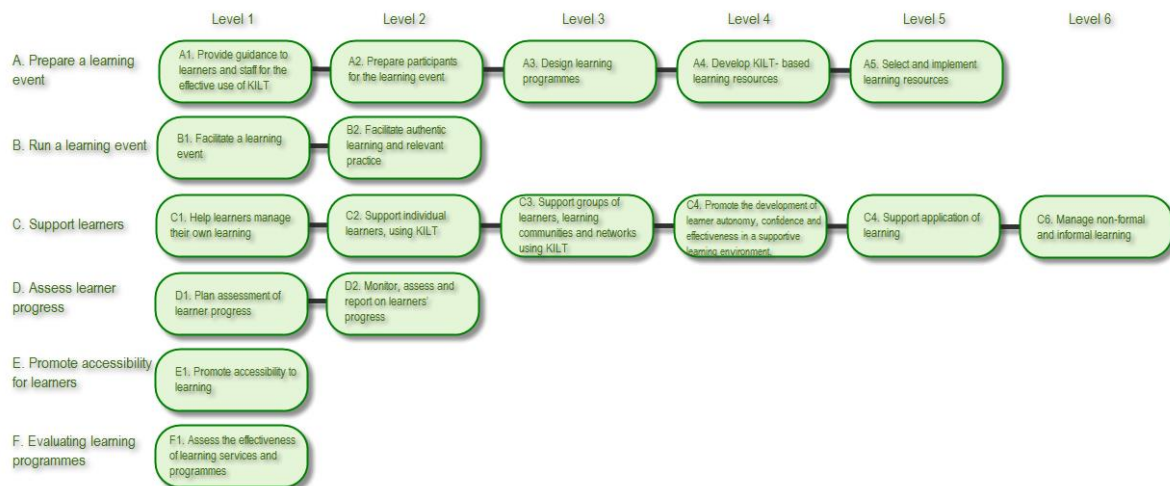 Level 1
Level 2
Level 3
Level 4
Level 5
Level 6
A. Prepare a learning
event
A1. Provide guidance to
learners and staff for the
effective use of KILT
A2. Prepare participants
for the learning event
A3. Design learning
programmes
A4. Develop KILT- based
learning resources
A5. Select and implement
learning resources
B. Run a learning event
B1. Facilitate a learning
event
B2. Facilitate authentic
learning and relevant
practice
C. Support learners
C1. Help learners manage
their own learning
C2. Support individual
learners, using KILT
C3. Support groups of
learners, learning
communities and networks
using KILT
C4. Promote the development of
learner autonomy, confidence and
effectiveness in a supportive
learning environment.
C4. Support application of
learning
C6. Manage non-formal
and informal learning
D. Assess learner
progress
D1. Plan assessment of
learner progress
D2. Monitor, assess and
report on learners'
progress
E. Promote accessibility
for learners
E1. Promote accessibility to
learning
F. Evaluating learning
programmes
F1. Assess the effectiveness
of learning services and
programmes